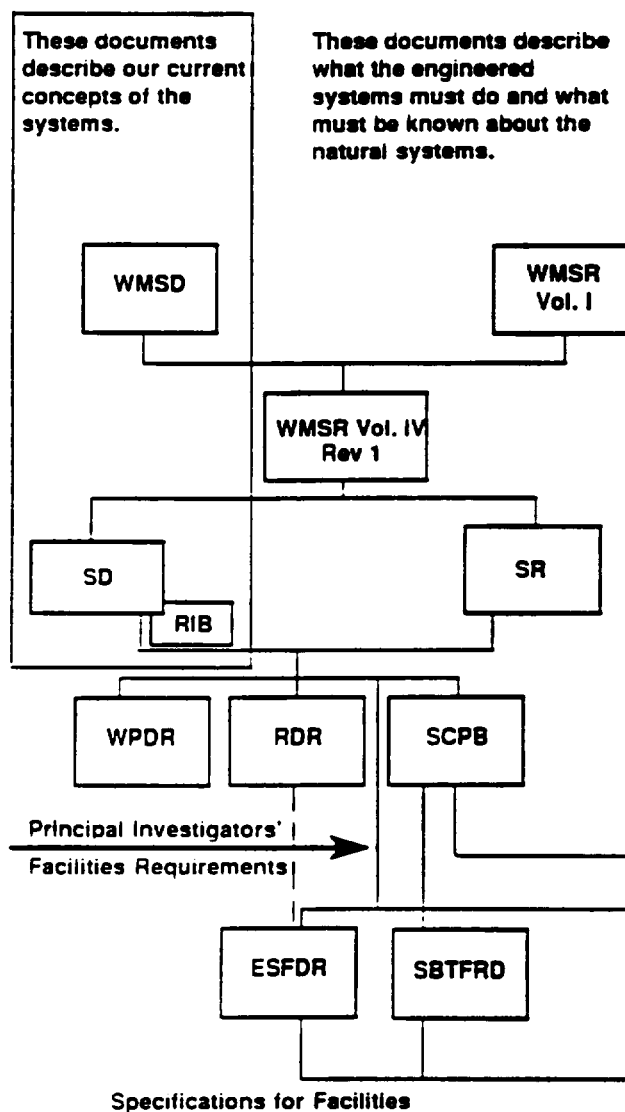 These documents
describe our current
concepts of the
systems.
These documents describe
what the engineered
systems must do and what
must be known about the
natural systems.
WMSD
WMSR
Vol. I
WMSR Vol. IV
Rev 1
SD
SR
RIB
WPDR
RDR
SCPB
Principal Investigators'
Facilities Requirements
ESFDR
SBTFRD
Specifications for Facilities